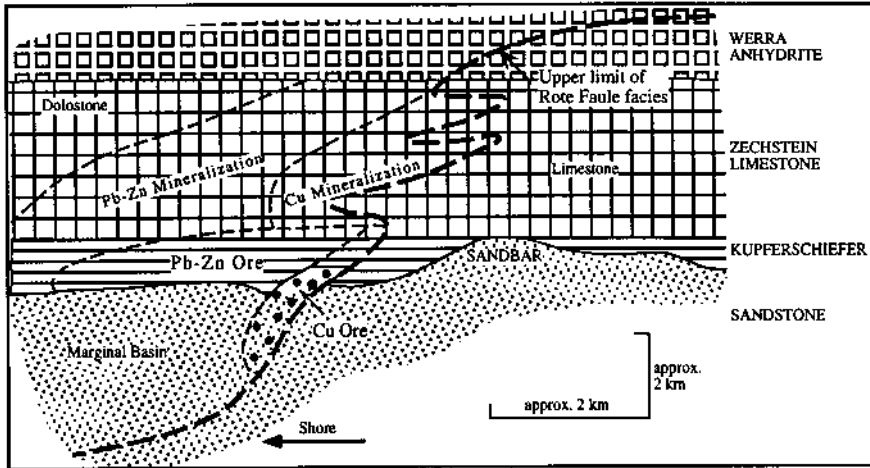 WERRA
ANHYDRITE
Upper limit of
Rote Faule facies
Dolostone
Pb-Zn Mineralization
Cu Mineralization
Limestone
ZECHSTEIN
LIMESTONE
Pb-Zn Ore
SANDBAR
KUPFERSCHIEFER
Cu Ore
SANDSTONE
Marginal Basin
approx.
2 km
approx. 2 km
Shore